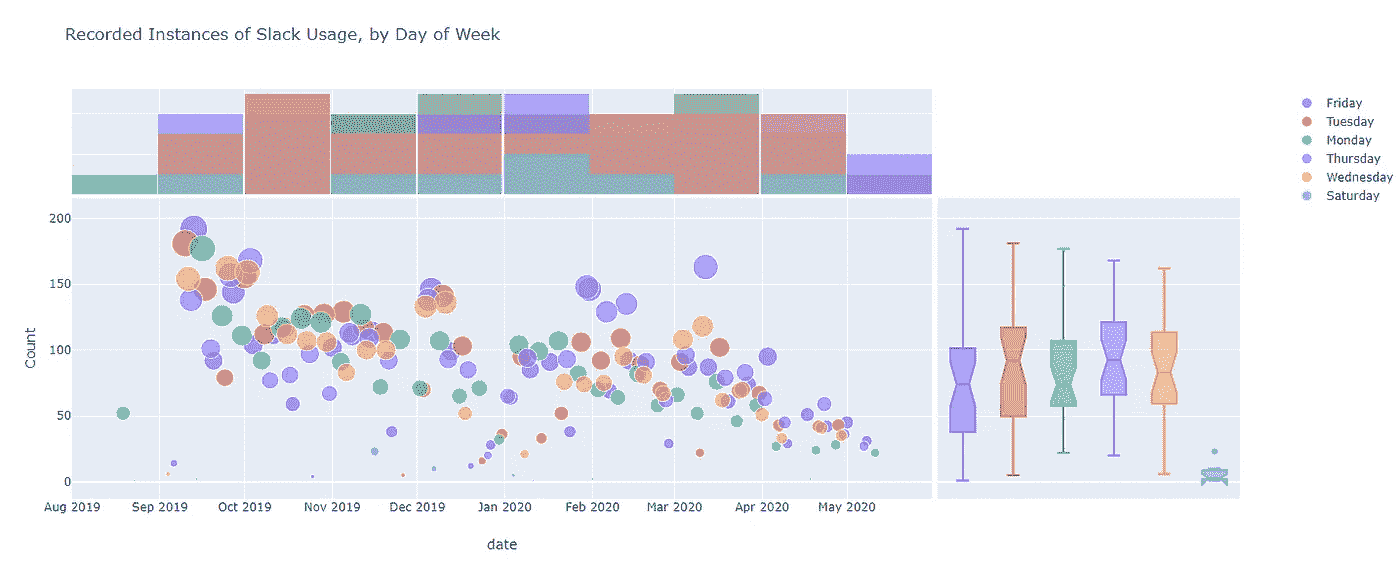 Recorded Instances of Slack Usage, by Day of Week
Friday
Tuesday
Monday
Thursday
Wednesday
Saturday
200
150
100
50
0
Count
Aug 2019 Sep 2019 Oct 2019 Nov 2019 Dec 2019 Jan 2020 Feb 2020 Mar 2020 Apr 2020 May 2020
date